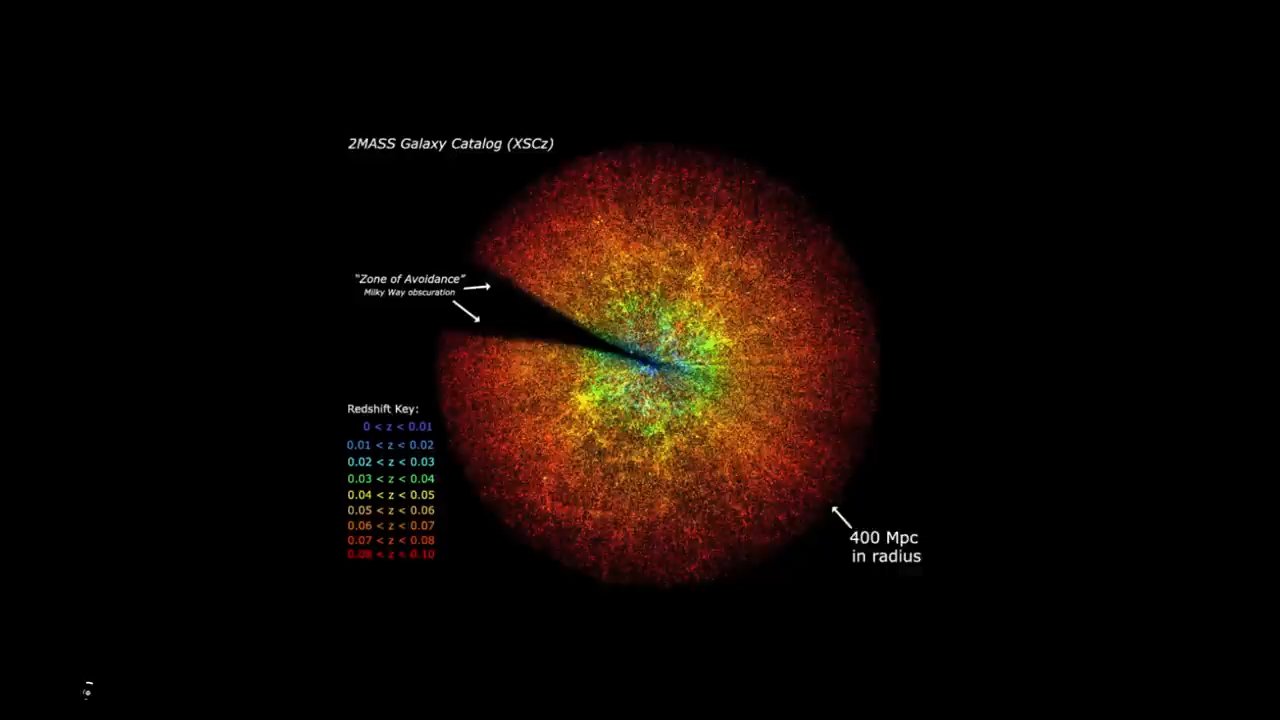 2MASS Galaxy Catalog (XSCz)
"Zone of Avoidance"
Milky Way obscuration
Redshift Key:
0 < z < 0.01
0.01 < z < 0.02
0.02 < z < 0.03
0.03 < z < 0.04
0.04 < z < 0.05
0.05 < z < 0.06
0.06 < z < 0.07
0.07 < z < 0.08
0.08 < z < 0.10
400 Mpc
in radius